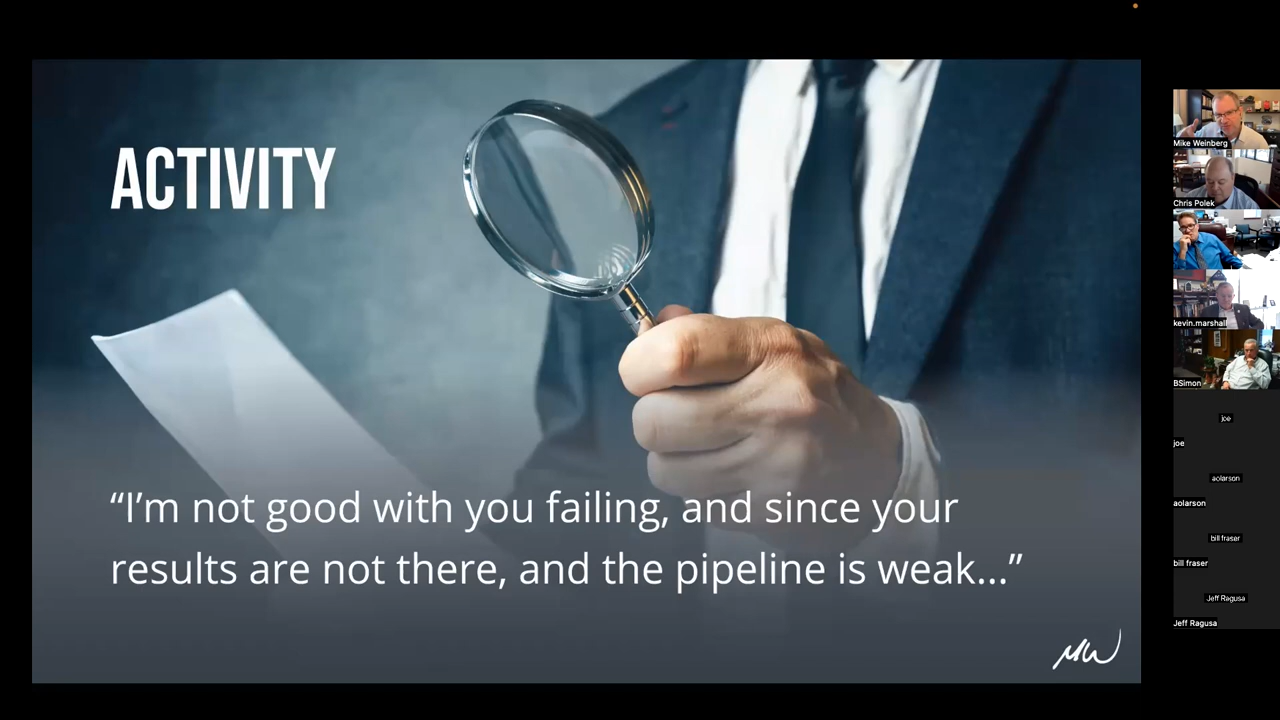 ACTIVITY
“I’m not good with you failing, and since your
results are not there, and the pipeline is weak...”
MW
Mike Weinberg
Chris Polek
kevin.marshall
BSimon
joe
joe
aolarson
aolarson
bill fraser
bill fraser
Jeff Ragusa
Jeff Ragusa